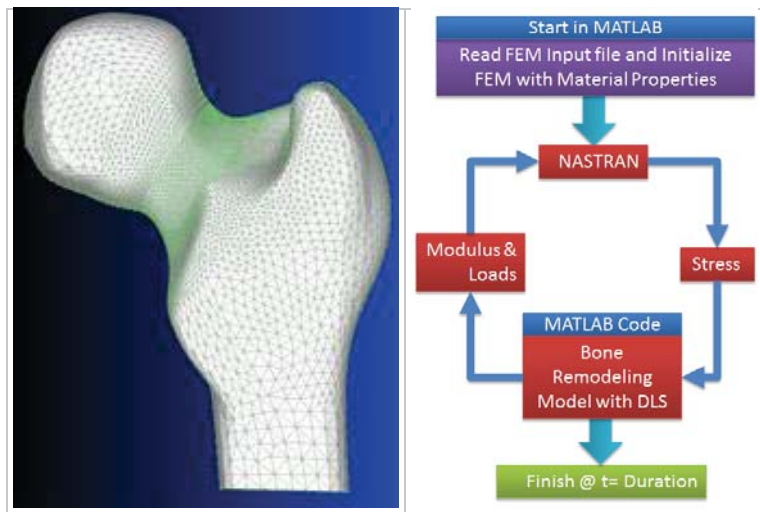 Start in MATLAB
Read FEM Input file and Initialize
FEM with Material Properties
NASTRAN
Modulus &
Loads
Stress
MATLAB Code
Bone
Remodeling
Model with DLS
Finish @ t= Duration